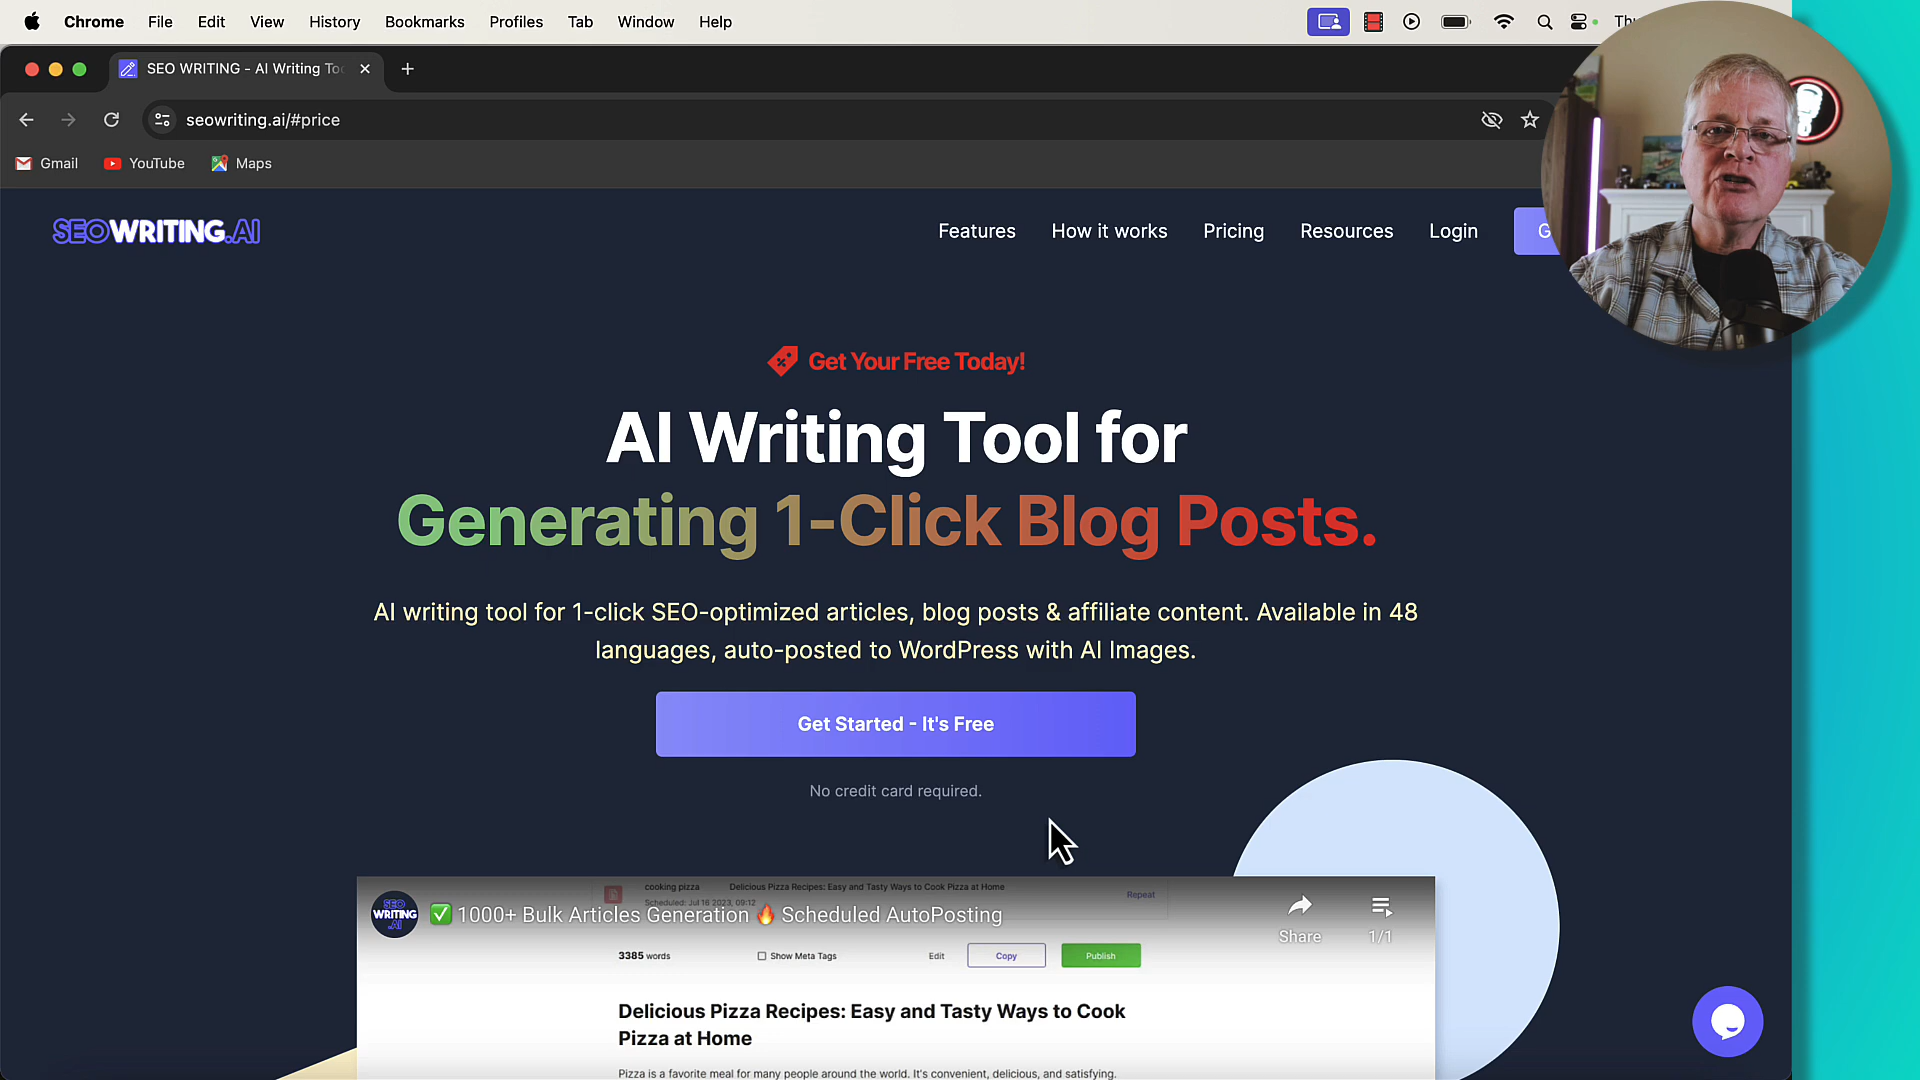 Chrome File Edit View History Bookmarks Profiles Tab Window Help
SEO WRITING - AI Writing To
seowriting.ai/#price
Gmail YouTube Maps
SEOWRITING.AI Features How it works Pricing Resources Login G
Get Your Free Today!
AI Writing Tool for
Generating 1-Click Blog Posts.
AI writing tool for 1-click SEO-optimized articles, blog posts & affiliate content. Available in 48
languages, auto-posted to WordPress with AI Images.
Get Started - It's Free
No credit card required.
cooking pizza Delicious Pizza Recipes: Easy and Tasty Ways to Cook Pizza at Home Repeat
Scheduled: Jul 16 2023, 09:12
SEO WRITING .AI ✅ 1000+ Bulk Articles Generation 🔥 Scheduled AutoPosting
Share 1/1
3385 words Show Meta Tags Edit Copy Publish
Delicious Pizza Recipes: Easy and Tasty Ways to Cook
Pizza at Home
Pizza is a favorite meal for many people around the world. It's convenient, delicious, and satisfying.